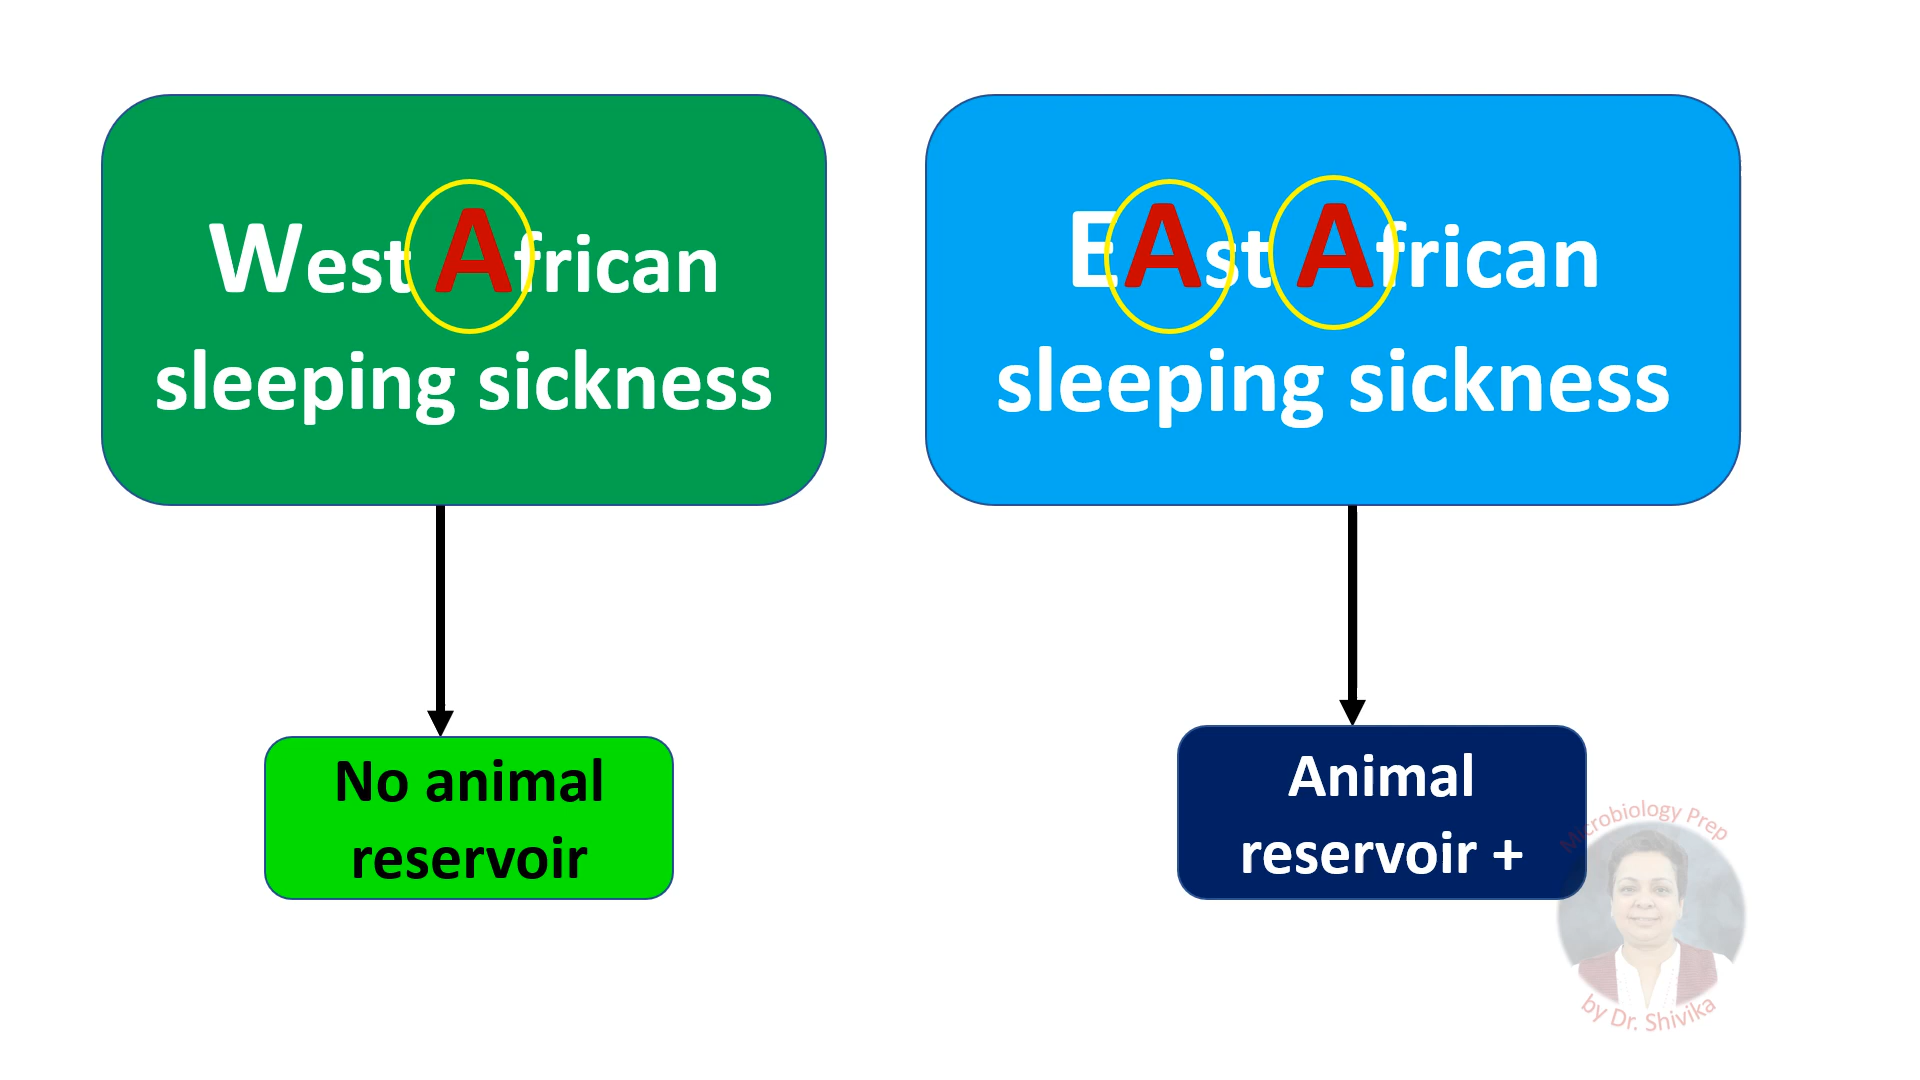 West African
sleeping sickness
EAst African
sleeping sickness
No animal
reservoir
Animal
reservoir +
Microbiology Prep
by Dr. Shivika